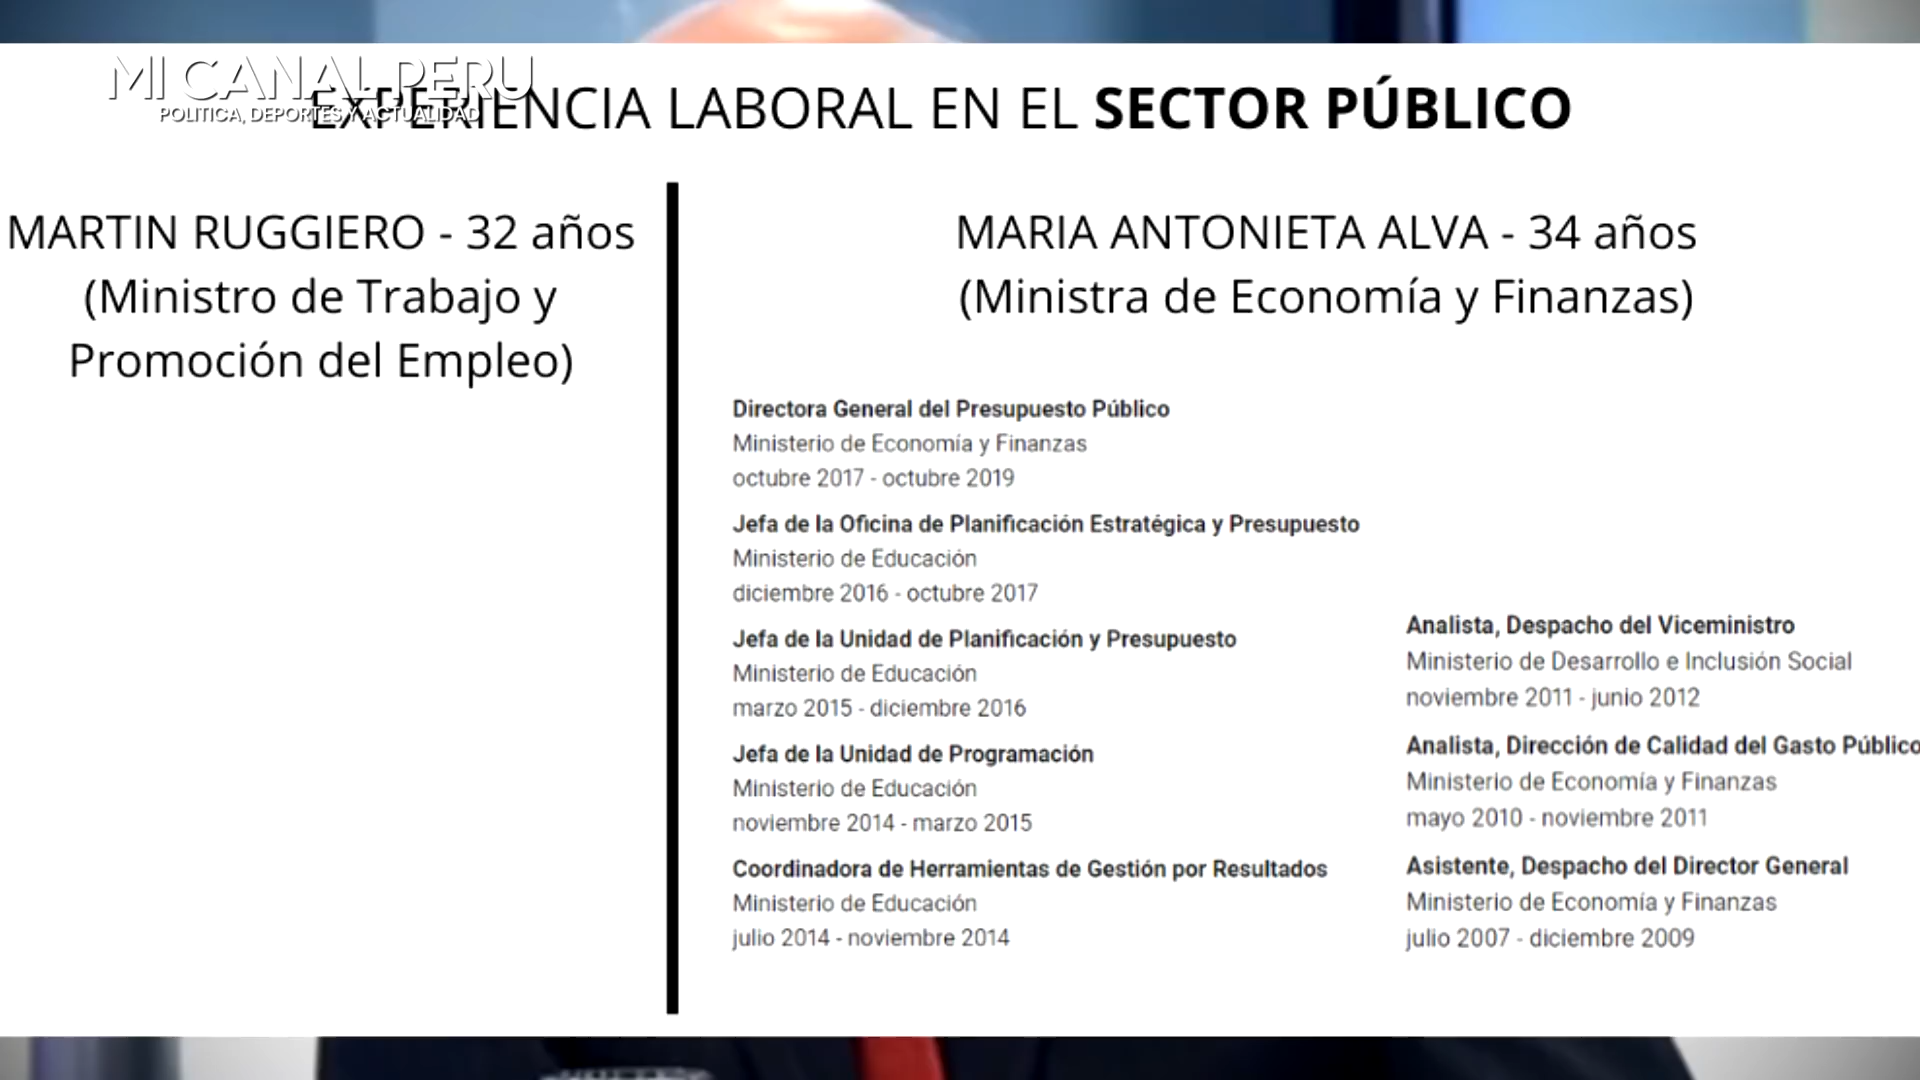 MI CANAL PERU
POLITICA, DEPORTES Y ACTUALIDAD
EXPERIENCIA LABORAL EN EL SECTOR PÚBLICO
MARTIN RUGGIERO - 32 años
(Ministro de Trabajo y
Promoción del Empleo)
MARIA ANTONIETA ALVA - 34 años
(Ministra de Economía y Finanzas)
Directora General del Presupuesto Público
Ministerio de Economía y Finanzas
octubre 2017 - octubre 2019
Jefa de la Oficina de Planificación Estratégica y Presupuesto
Ministerio de Educación
diciembre 2016 - octubre 2017
Jefa de la Unidad de Planificación y Presupuesto
Ministerio de Educación
marzo 2015 - diciembre 2016
Jefa de la Unidad de Programación
Ministerio de Educación
noviembre 2014 - marzo 2015
Coordinadora de Herramientas de Gestión por Resultados
Ministerio de Educación
julio 2014 - noviembre 2014
Analista, Despacho del Viceministro
Ministerio de Desarrollo e Inclusión Social
noviembre 2011 - junio 2012
Analista, Dirección de Calidad del Gasto Público
Ministerio de Economía y Finanzas
mayo 2010 - noviembre 2011
Asistente, Despacho del Director General
Ministerio de Economía y Finanzas
julio 2007 - diciembre 2009